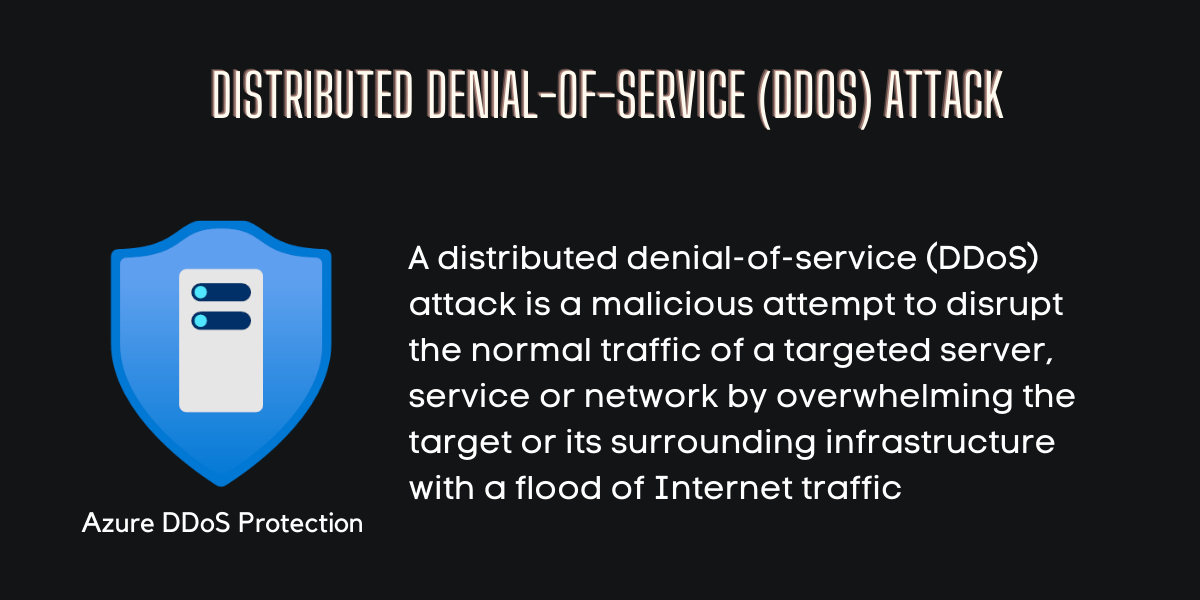 DISTRIBUTED DENIAL-OF-SERVICE (DDOS) ATTACK
A distributed denial-of-service (DDoS)
attack is a malicious attempt to disrupt
the normal traffic of a targeted server,
service or network by overwhelming the
target or its surrounding infrastructure
with a flood of Internet traffic
Azure DDoS Protection